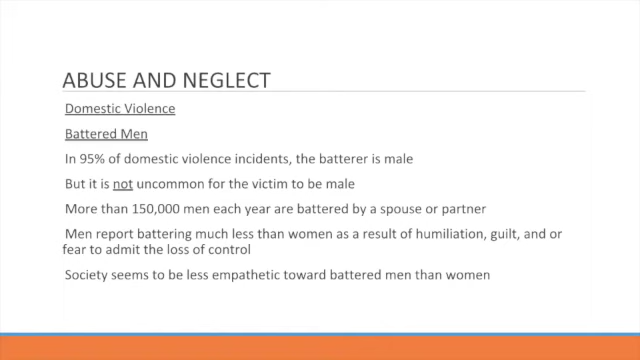 ABUSE AND NEGLECT
Domestic Violence
Battered Men
In 95% of domestic violence incidents, the batterer is male
But it is not uncommon for the victim to be male
More than 150,000 men each year are battered by a spouse or partner
Men report battering much less than women as a result of humiliation, guilt, and or
fear to admit the loss of control
Society seems to be less empathetic toward battered men than women